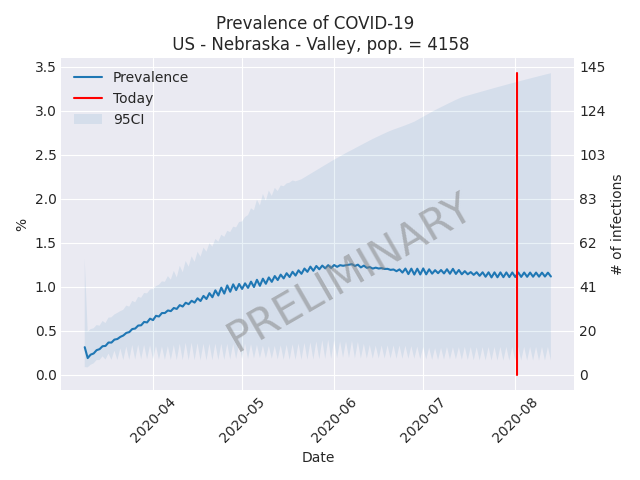 Prevalence of COVID-19
US - Nebraska - Valley, pop. = 4158
Prevalence
Today
95CI
3.5
3.0
2.5
2.0
1.5
1.0
0.5
0.0
%
145
124
103
83
62
41
20
0
# of infections
PRELIMINARY
2020-04
2020-05
2020-06
2020-07
2020-08
Date